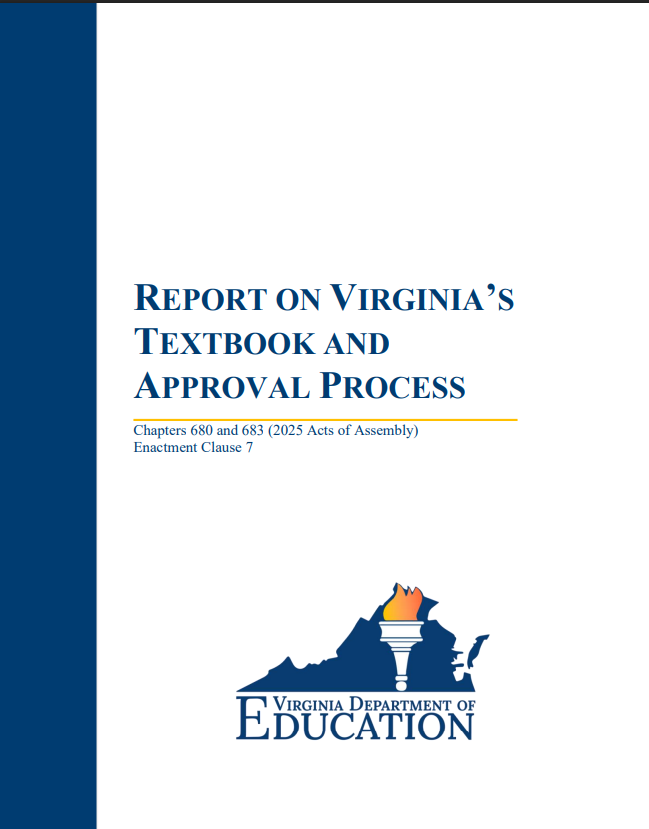 REPORT ON VIRGINIA'S
TEXTBOOK AND
APPROVAL PROCESS
Chapters 680 and 683 (2025 Acts of Assembly)
Enactment Clause 7
VIRGINIA DEPARTMENT OF
EDUCATION